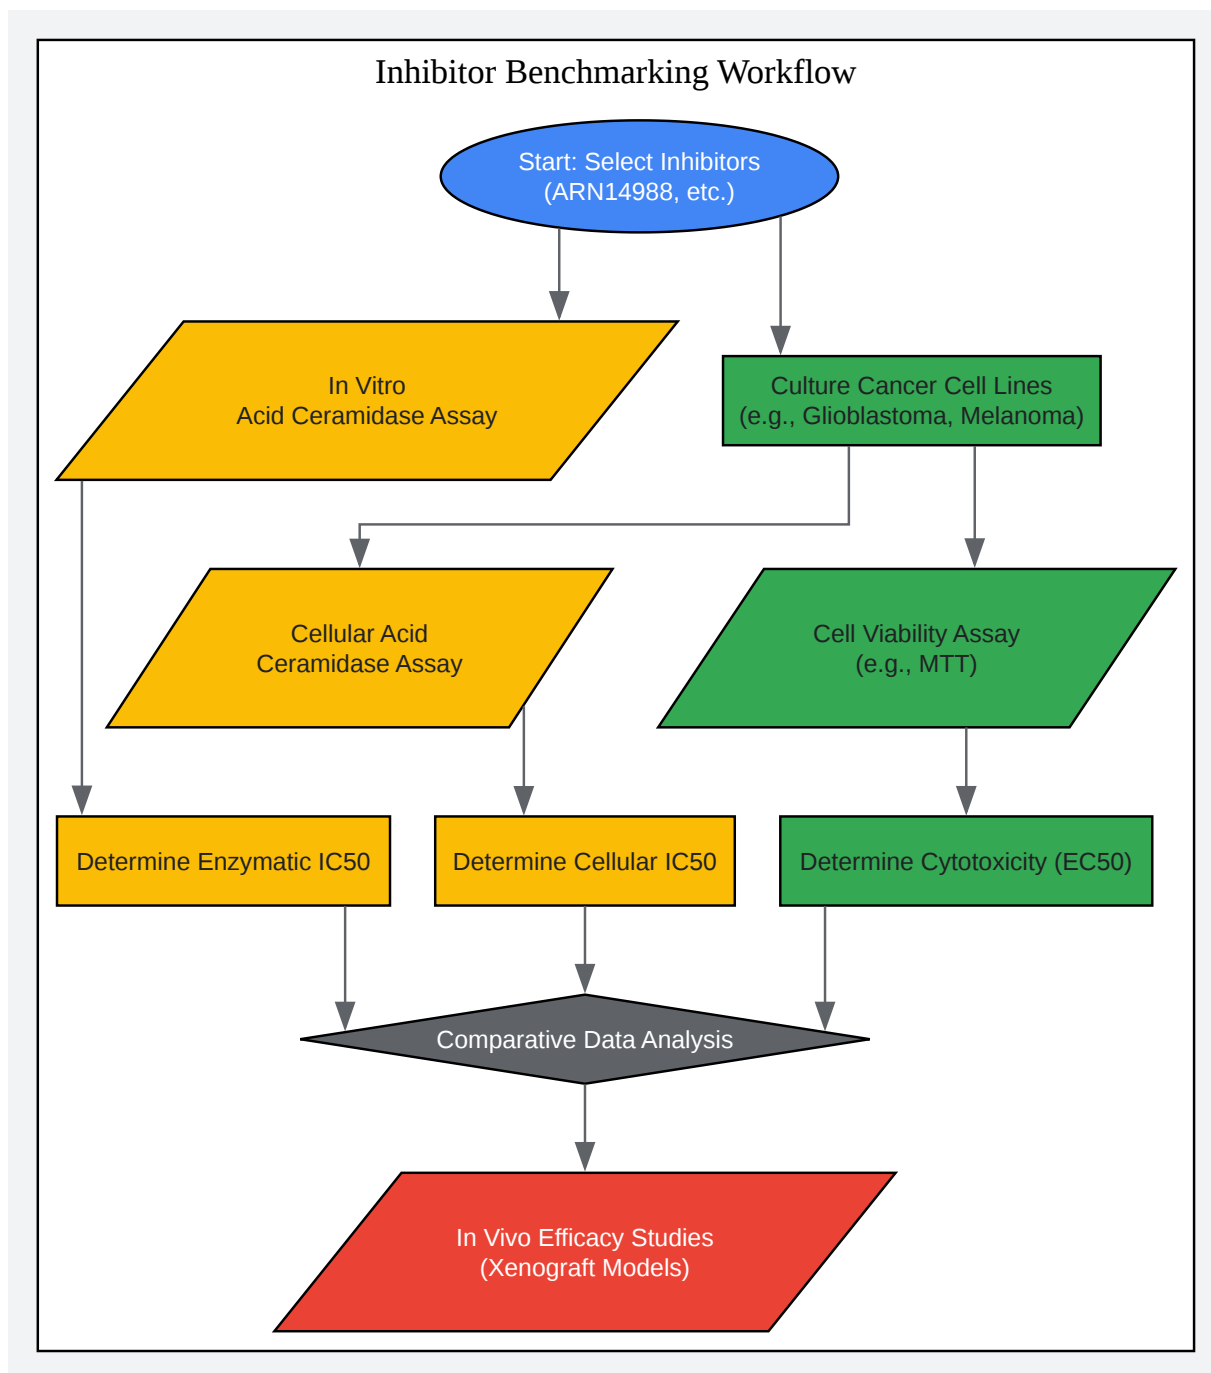 Inhibitor Benchmarking Workflow
Start: Select Inhibitors
(ARN14988, etc.)
In Vitro
Acid Ceramidase Assay
Culture Cancer Cell Lines
(e.g., Glioblastoma, Melanoma)
Cellular Acid
Ceramidase Assay
Cell Viability Assay
(e.g., MTT)
Determine Enzymatic IC50
Determine Cellular IC50
Determine Cytotoxicity (EC50)
Comparative Data Analysis
In Vivo Efficacy Studies
(Xenograft Models)